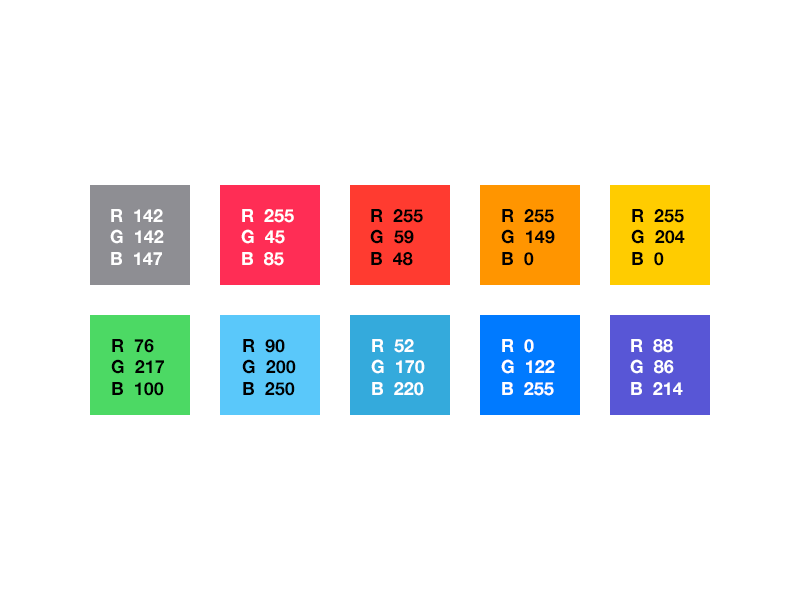 R 142
G 142
B 147
R 255
G 45
B 85
R 255
G 59
B 48
R 255
G 149
B 0
R 255
G 204
B 0
R 76
G 217
B 100
R 90
G 200
B 250
R 52
G 170
B 220
R 0
G 122
B 255
R 88
G 86
B 214